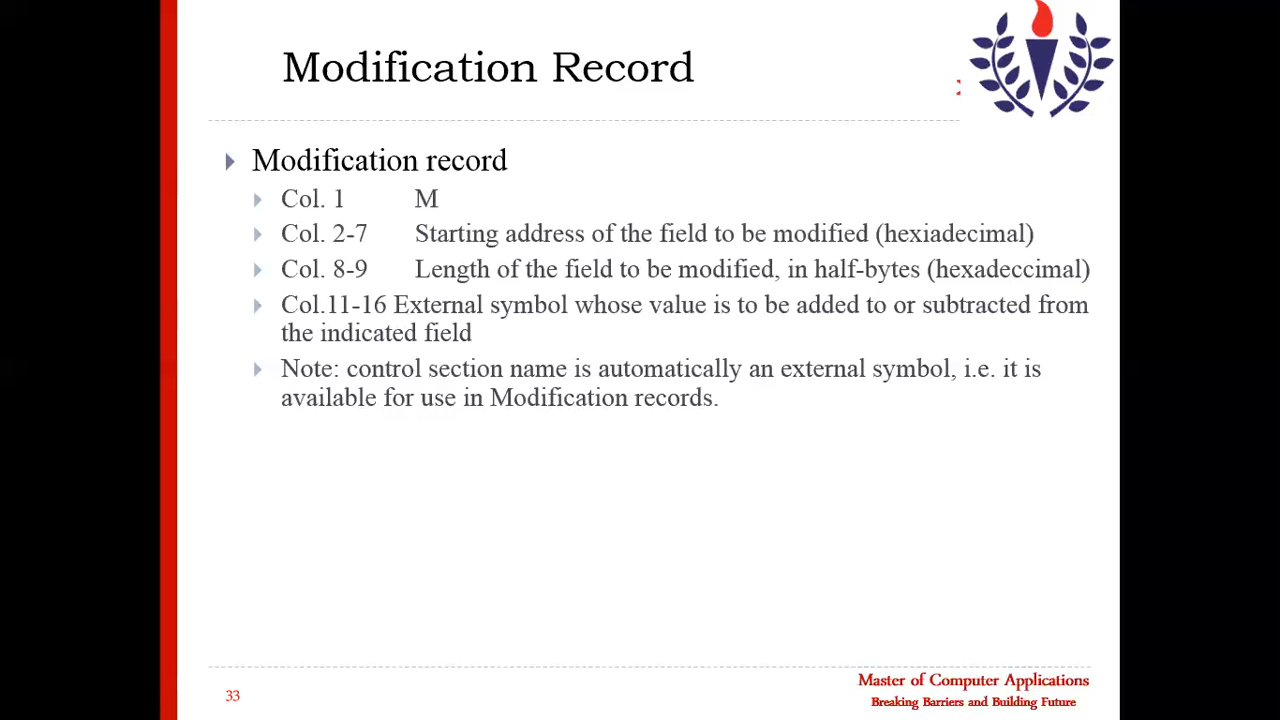 Modification Record
Modification record
Col. 1 M
Col. 2-7 Starting address of the field to be modified (hexiadecimal)
Col. 8-9 Length of the field to be modified, in half-bytes (hexadeccimal)
Col.11-16 External symbol whose value is to be added to or subtracted from
the indicated field
Note: control section name is automatically an external symbol, i.e. it is
available for use in Modification records.
33
Master of Computer Applications
Breaking Barriers and Building Future